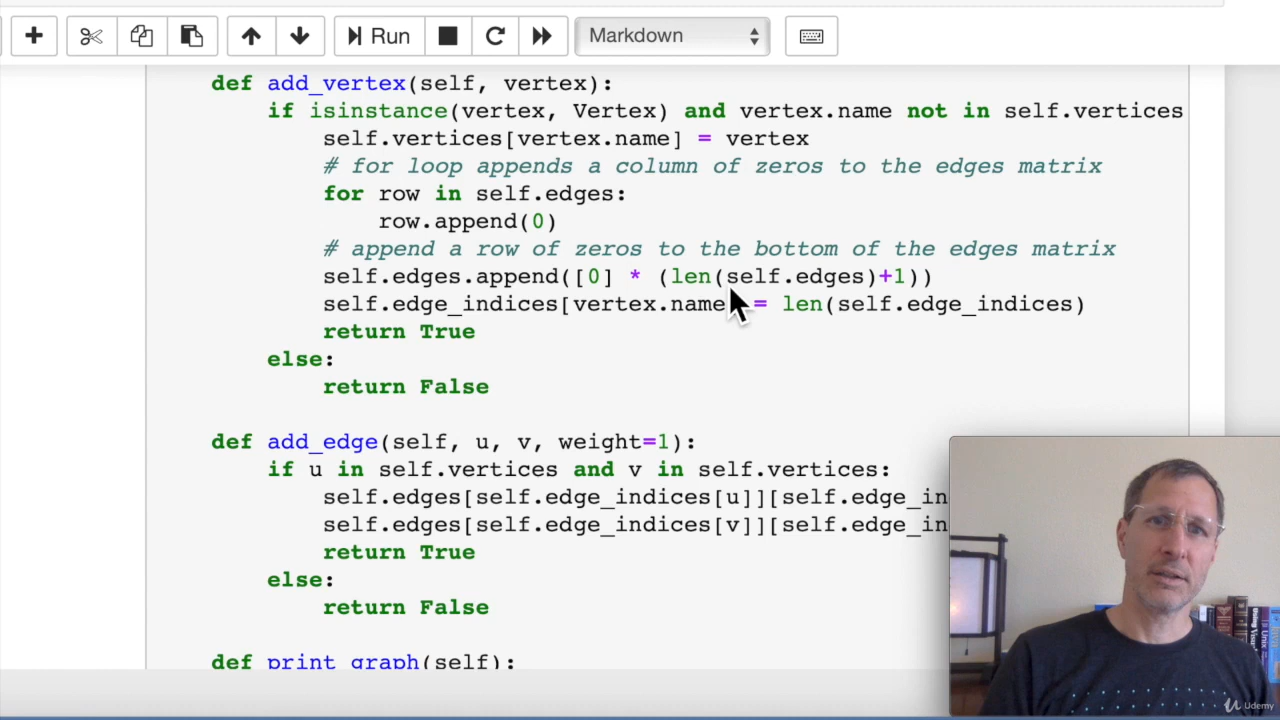 Run
Markdown
def add_vertex(self, vertex):
if isinstance(vertex, Vertex) and vertex.name not in self.vertices
self.vertices[vertex.name] = vertex
# for loop appends a column of zeros to the edges matrix
for row in self.edges:
row.append(0)
# append a row of zeros to the bottom of the edges matrix
self.edges.append([0] * (len(self.edges)+1))
self.edge_indices[vertex.name = len(self.edge_indices)
return True
else:
return False
def add_edge(self, u, v, weight=1):
if u in self.vertices and v in self.vertices:
self.edges[self.edge_indices[u]][self.edge_in
self.edges[self.edge_indices[v]][self.edge_in
return True
else:
return False
def print_graph(self):
Unix
Udemy